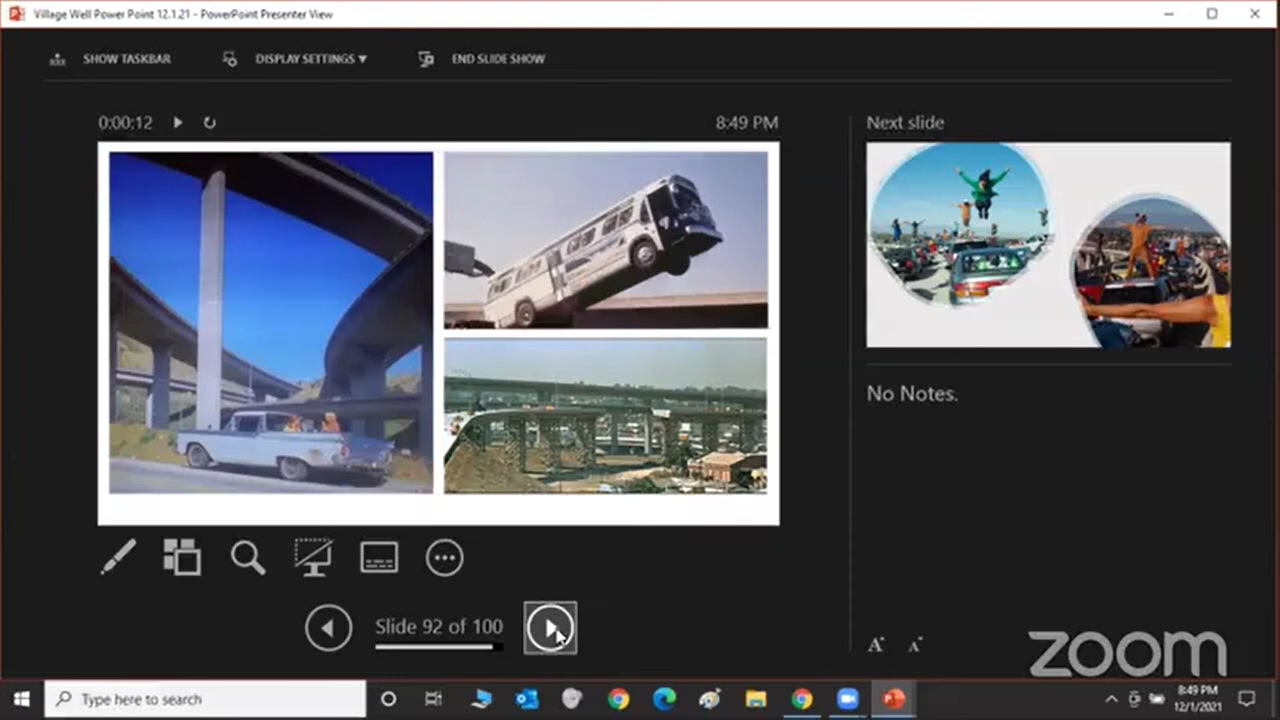 Village Well Power Point 12.1.21 - PowerPoint Presenter View
SHOW TASKBAR
DISPLAY SETTINGS ▼
END SLIDE SHOW
0:00:12
8:49 PM
Next slide
No Notes.
Slide 92 of 100
A A
zoom
Type here to search
8:49 PM
12/1/2021